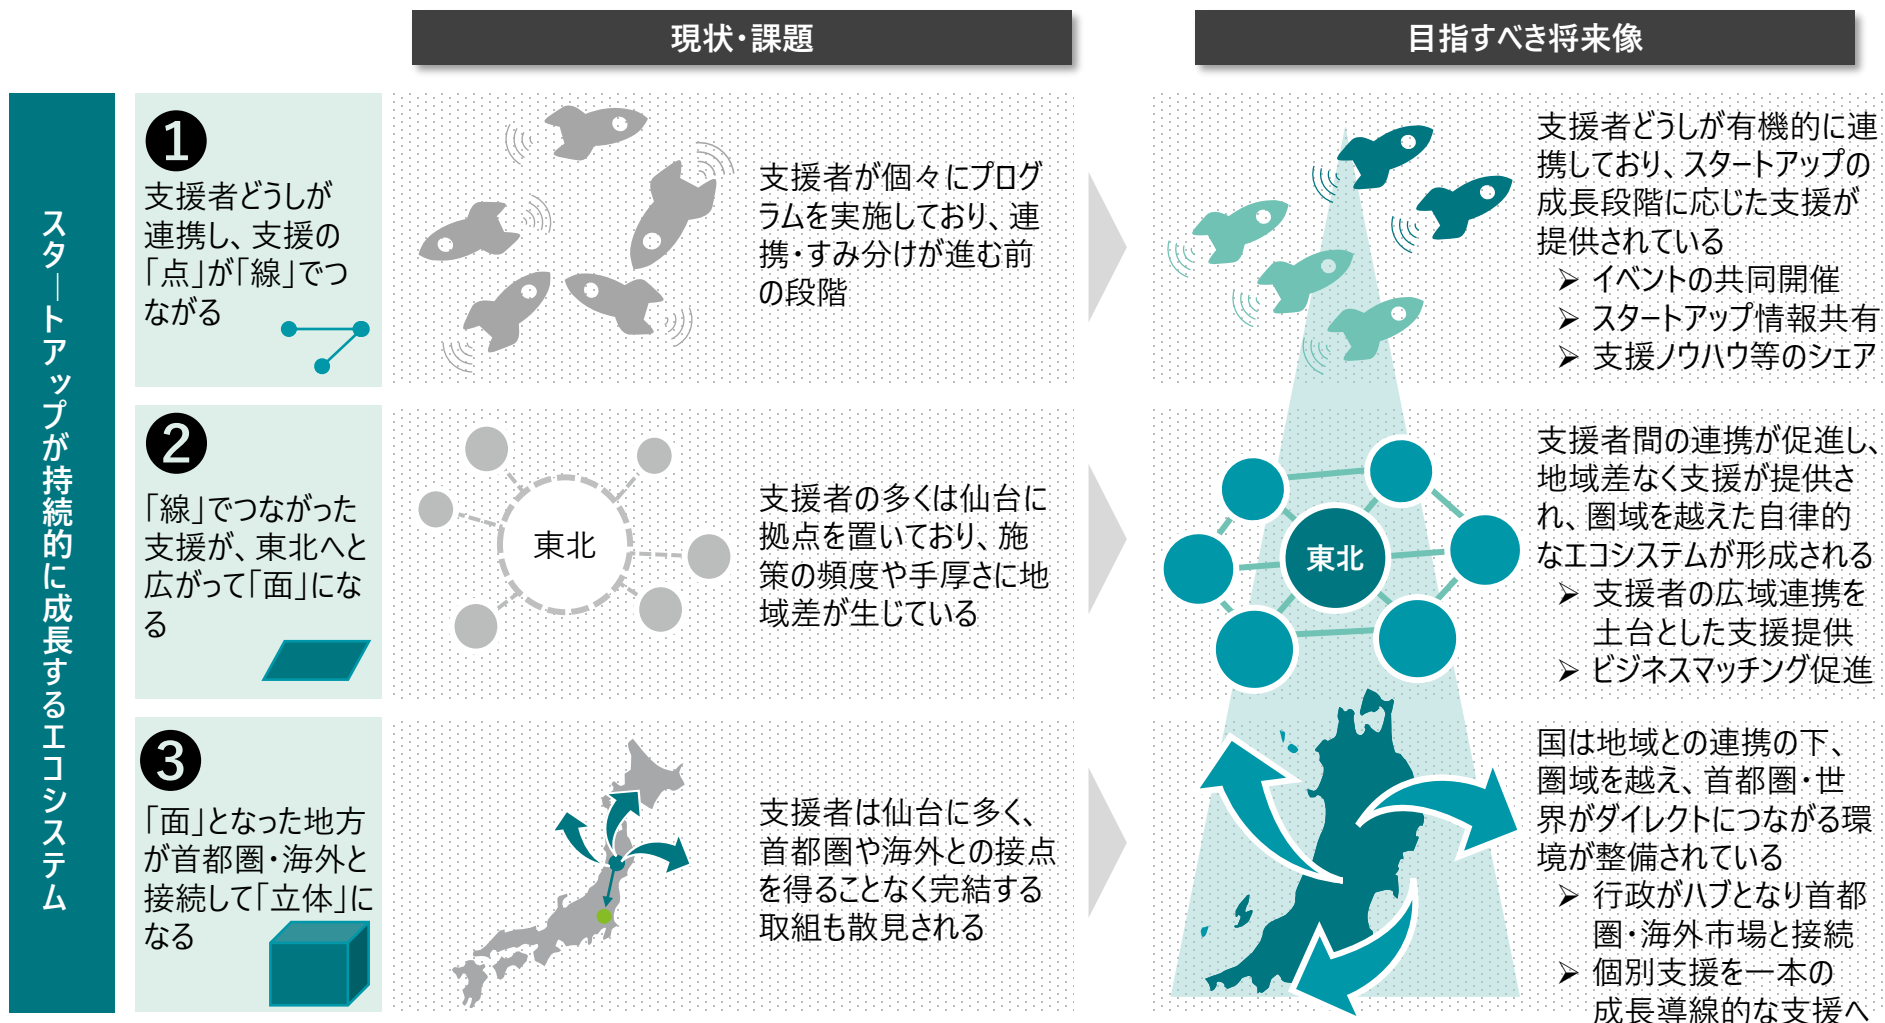 現状・課題
目指すべき将来像
スタートアップが持続的に成長するエコシステム
1
支援者どうしが
連携し、支援の
「点」が「線」でつ
ながる
支援者が個々にプログ
ラムを実施しており、連
携・すみ分けが進む前
の段階
支援者どうしが有機的に連
携しており、スタートアップの
成長段階に応じた支援が
提供されている
➢ イベントの共同開催
➢ スタートアップ情報共有
➢ 支援ノウハウ等のシェア
2
「線」でつながった
支援が、東北へと
広がって「面」にな
る
東北
支援者の多くは仙台に
拠点を置いており、施
策の頻度や手厚さに地
域差が生じている
東北
支援者間の連携が促進し、
地域差なく支援が提供さ
れ、圏域を越えた自律的
なエコシステムが形成される
➢ 支援者の広域連携を
土台とした支援提供
➢ ビジネスマッチング促進
3
「面」となった地方
が首都圏・海外と
接続して「立体」に
なる
支援者は仙台に多く、
首都圏や海外との接点
を得ることなく完結する
取組も散見される
国は地域との連携の下、
圏域を越え、首都圏・世
界がダイレクトにつながる環
境が整備されている
➢ 行政がハブとなり首都
圏・海外市場と接続
➢ 個別支援を一本の
成長導線的な支援へ